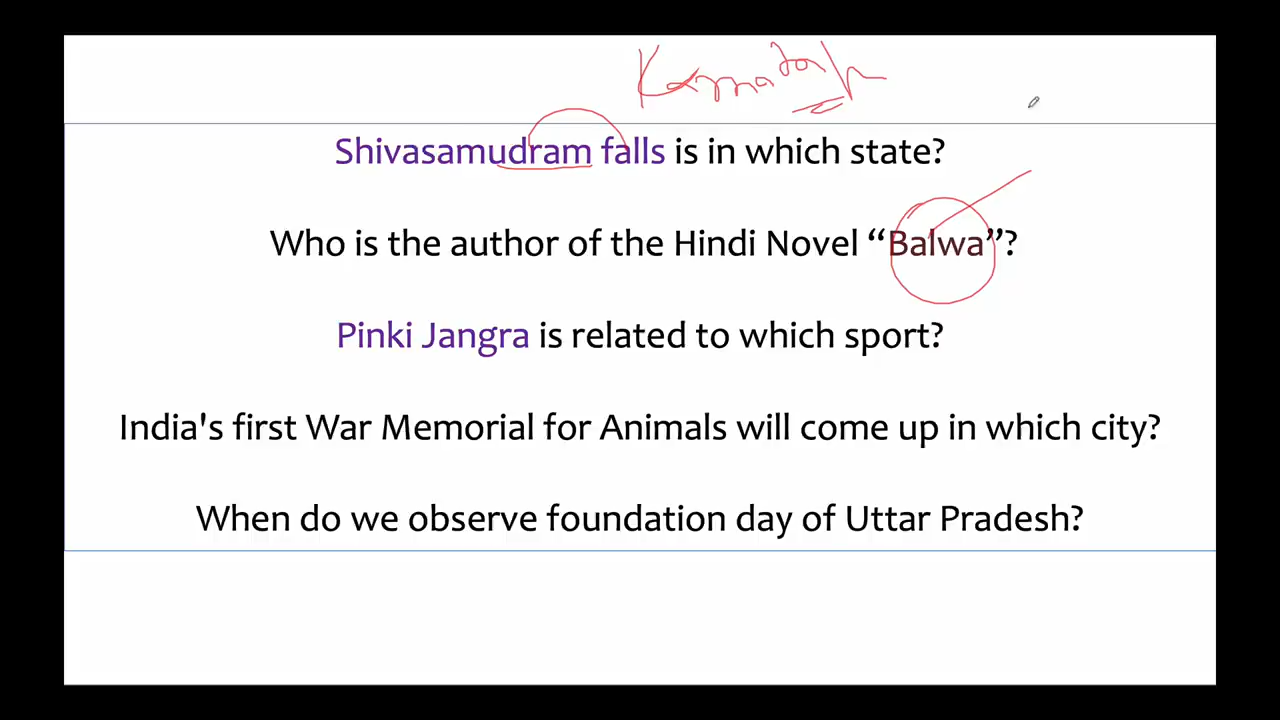 Karnatak
Shivasamudram falls is in which state?
Who is the author of the Hindi Novel “Balwa”?
Pinki Jangra is related to which sport?
India's first War Memorial for Animals will come up in which city?
When do we observe foundation day of Uttar Pradesh?